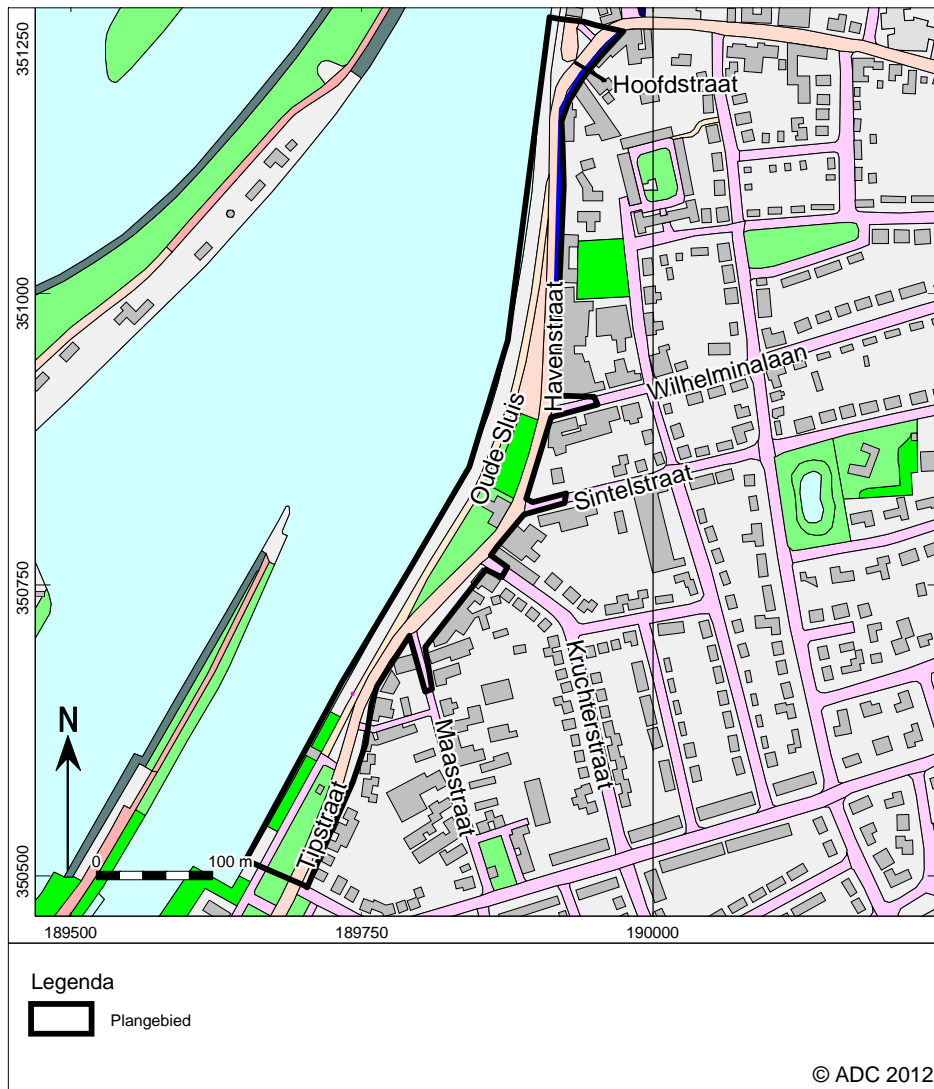 351250
Hoofdstraat
351000
Havenstraat
Wilhelminalaan
Oude Sluis
Sintelstraat
350750
Kruchterstraat
N
Maasstraat
Tipstraat
0 100 m
350500
189500 189750 190000
Legenda
Plangebied
© ADC 2012